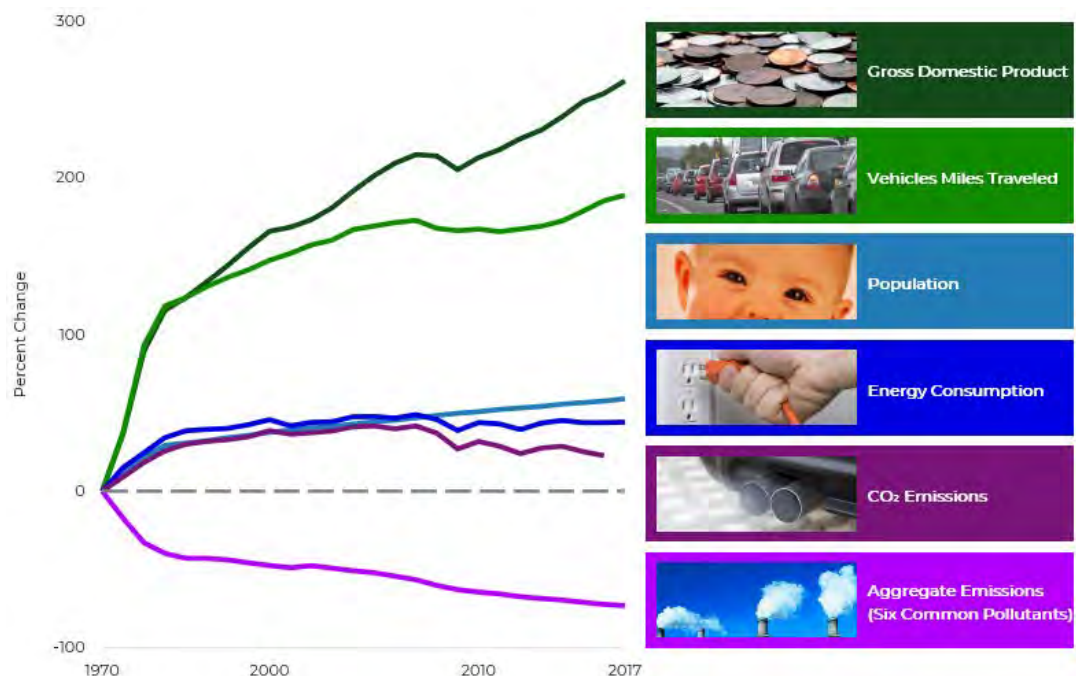 300
200
100
0
-100
Percent Change
1970
2000
2010
2017
Gross Domestic Product
Vehicles Miles Traveled
Population
Energy Consumption
CO₂ Emissions
Aggregate Emissions
(Six Common Pollutants)